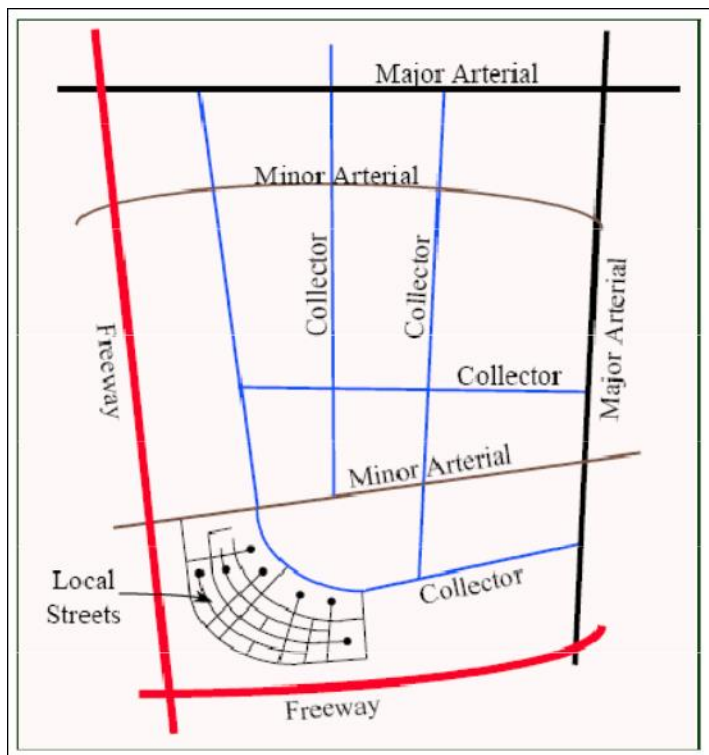 Major Arterial
Minor Arterial
Collector
Collector
Major Arterial
Freeway
Collector
Minor Arterial
Local
Streets
Collector
Freeway